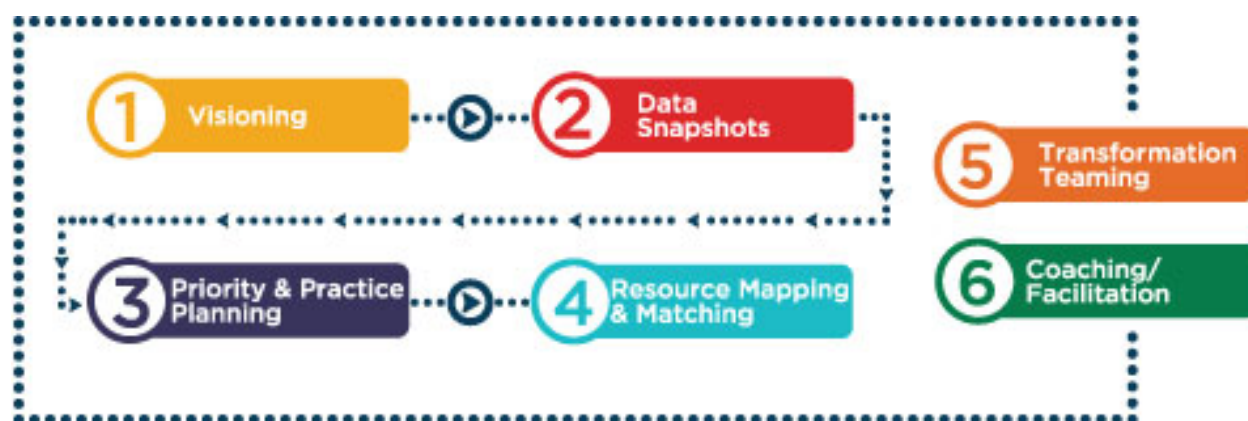 1 Visioning
2 Data
Snapshots
3 Priority & Practice
Planning
4 Resource Mapping
& Matching
5 Transformation
Teaming
6 Coaching/
Facilitation